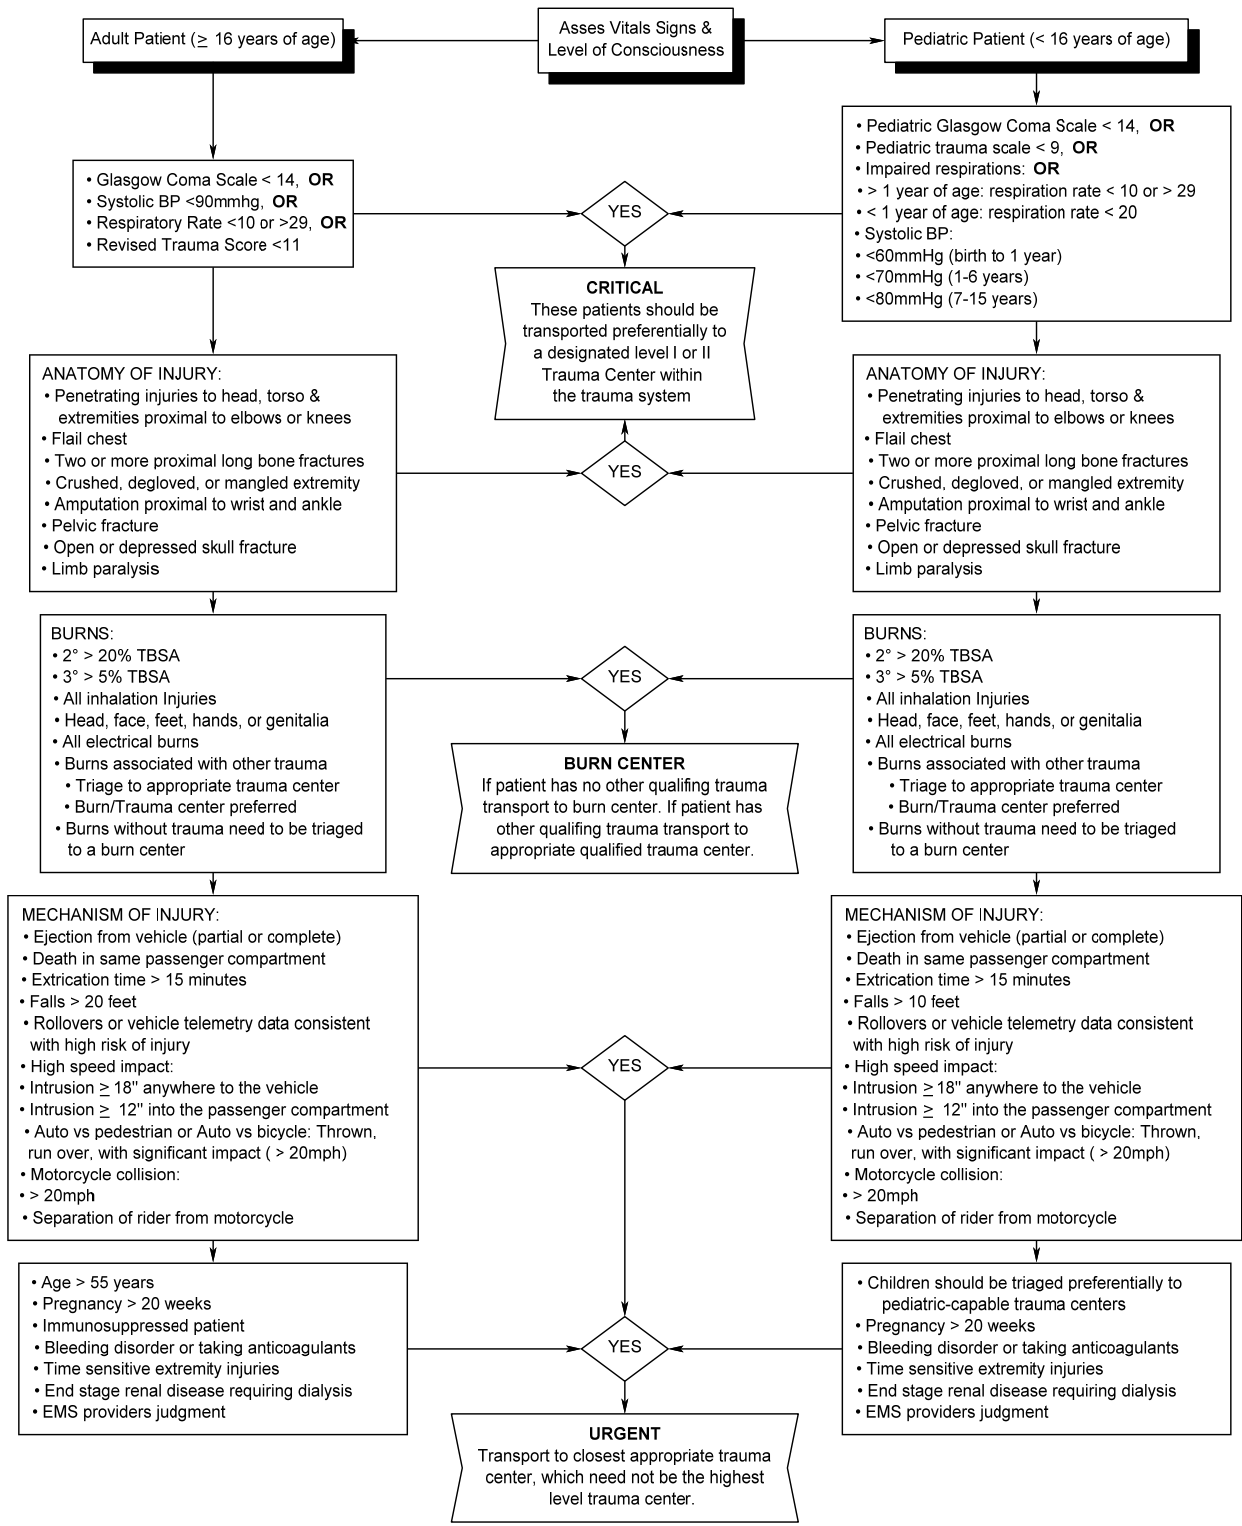 Asses Vitals Signs &
Level of Consciousness
Adult Patient (≥ 16 years of age)
• Glasgow Coma Scale < 14, OR
• Systolic BP <90mmhg, OR
• Respiratory Rate <10 or >29, OR
• Revised Trauma Score <11
ANATOMY OF INJURY:
• Penetrating injuries to head, torso &
extremities proximal to elbows or knees
• Flail chest
• Two or more proximal long bone fractures
• Crushed, degloved, or mangled extremity
• Amputation proximal to wrist and ankle
• Pelvic fracture
• Open or depressed skull fracture
• Limb paralysis
BURNS:
• 2° > 20% TBSA
• 3° > 5% TBSA
• All inhalation Injuries
• Head, face, feet, hands, or genitalia
• All electrical burns
• Burns associated with other trauma
• Triage to appropriate trauma center
• Burn/Trauma center preferred
• Burns without trauma need to be triaged
to a burn center
MECHANISM OF INJURY:
• Ejection from vehicle (partial or complete)
• Death in same passenger compartment
• Extrication time > 15 minutes
• Falls > 20 feet
• Rollovers or vehicle telemetry data consistent
with high risk of injury
• High speed impact:
• Intrusion ≥ 18" anywhere to the vehicle
• Intrusion ≥ 12" into the passenger compartment
• Auto vs pedestrian or Auto vs bicycle: Thrown,
run over, with significant impact ( > 20mph)
• Motorcycle collision:
• > 20mph
• Separation of rider from motorcycle
• Age > 55 years
• Pregnancy > 20 weeks
• Immunosuppressed patient
• Bleeding disorder or taking anticoagulants
• Time sensitive extremity injuries
• End stage renal disease requiring dialysis
• EMS providers judgment
YES
CRITICAL
These patients should be
transported preferentially to
a designated level I or II
Trauma Center within
the trauma system
YES
YES
BURN CENTER
If patient has no other qualifing trauma
transport to burn center. If patient has
other qualifing trauma transport to
appropriate qualified trauma center.
YES
YES
URGENT
Transport to closest appropriate trauma
center, which need not be the highest
level trauma center.
Pediatric Patient (< 16 years of age)
• Pediatric Glasgow Coma Scale < 14, OR
• Pediatric trauma scale < 9, OR
• Impaired respirations: OR
• > 1 year of age: respiration rate < 10 or > 29
• < 1 year of age: respiration rate < 20
• Systolic BP:
• <60mmHg (birth to 1 year)
• <70mmHg (1-6 years)
• <80mmHg (7-15 years)
ANATOMY OF INJURY:
• Penetrating injuries to head, torso &
extremities proximal to elbows or knees
• Flail chest
• Two or more proximal long bone fractures
• Crushed, degloved, or mangled extremity
• Amputation proximal to wrist and ankle
• Pelvic fracture
• Open or depressed skull fracture
• Limb paralysis
BURNS:
• 2° > 20% TBSA
• 3° > 5% TBSA
• All inhalation Injuries
• Head, face, feet, hands, or genitalia
• All electrical burns
• Burns associated with other trauma
• Triage to appropriate trauma center
• Burn/Trauma center preferred
• Burns without trauma need to be triaged
to a burn center
MECHANISM OF INJURY:
• Ejection from vehicle (partial or complete)
• Death in same passenger compartment
• Extrication time > 15 minutes
• Falls > 10 feet
• Rollovers or vehicle telemetry data consistent
with high risk of injury
• High speed impact:
• Intrusion ≥ 18" anywhere to the vehicle
• Intrusion ≥ 12" into the passenger compartment
• Auto vs pedestrian or Auto vs bicycle: Thrown,
run over, with significant impact ( > 20mph)
• Motorcycle collision:
• > 20mph
• Separation of rider from motorcycle
• Children should be triaged preferentially to
pediatric-capable trauma centers
• Pregnancy > 20 weeks
• Bleeding disorder or taking anticoagulants
• Time sensitive extremity injuries
• End stage renal disease requiring dialysis
• EMS providers judgment